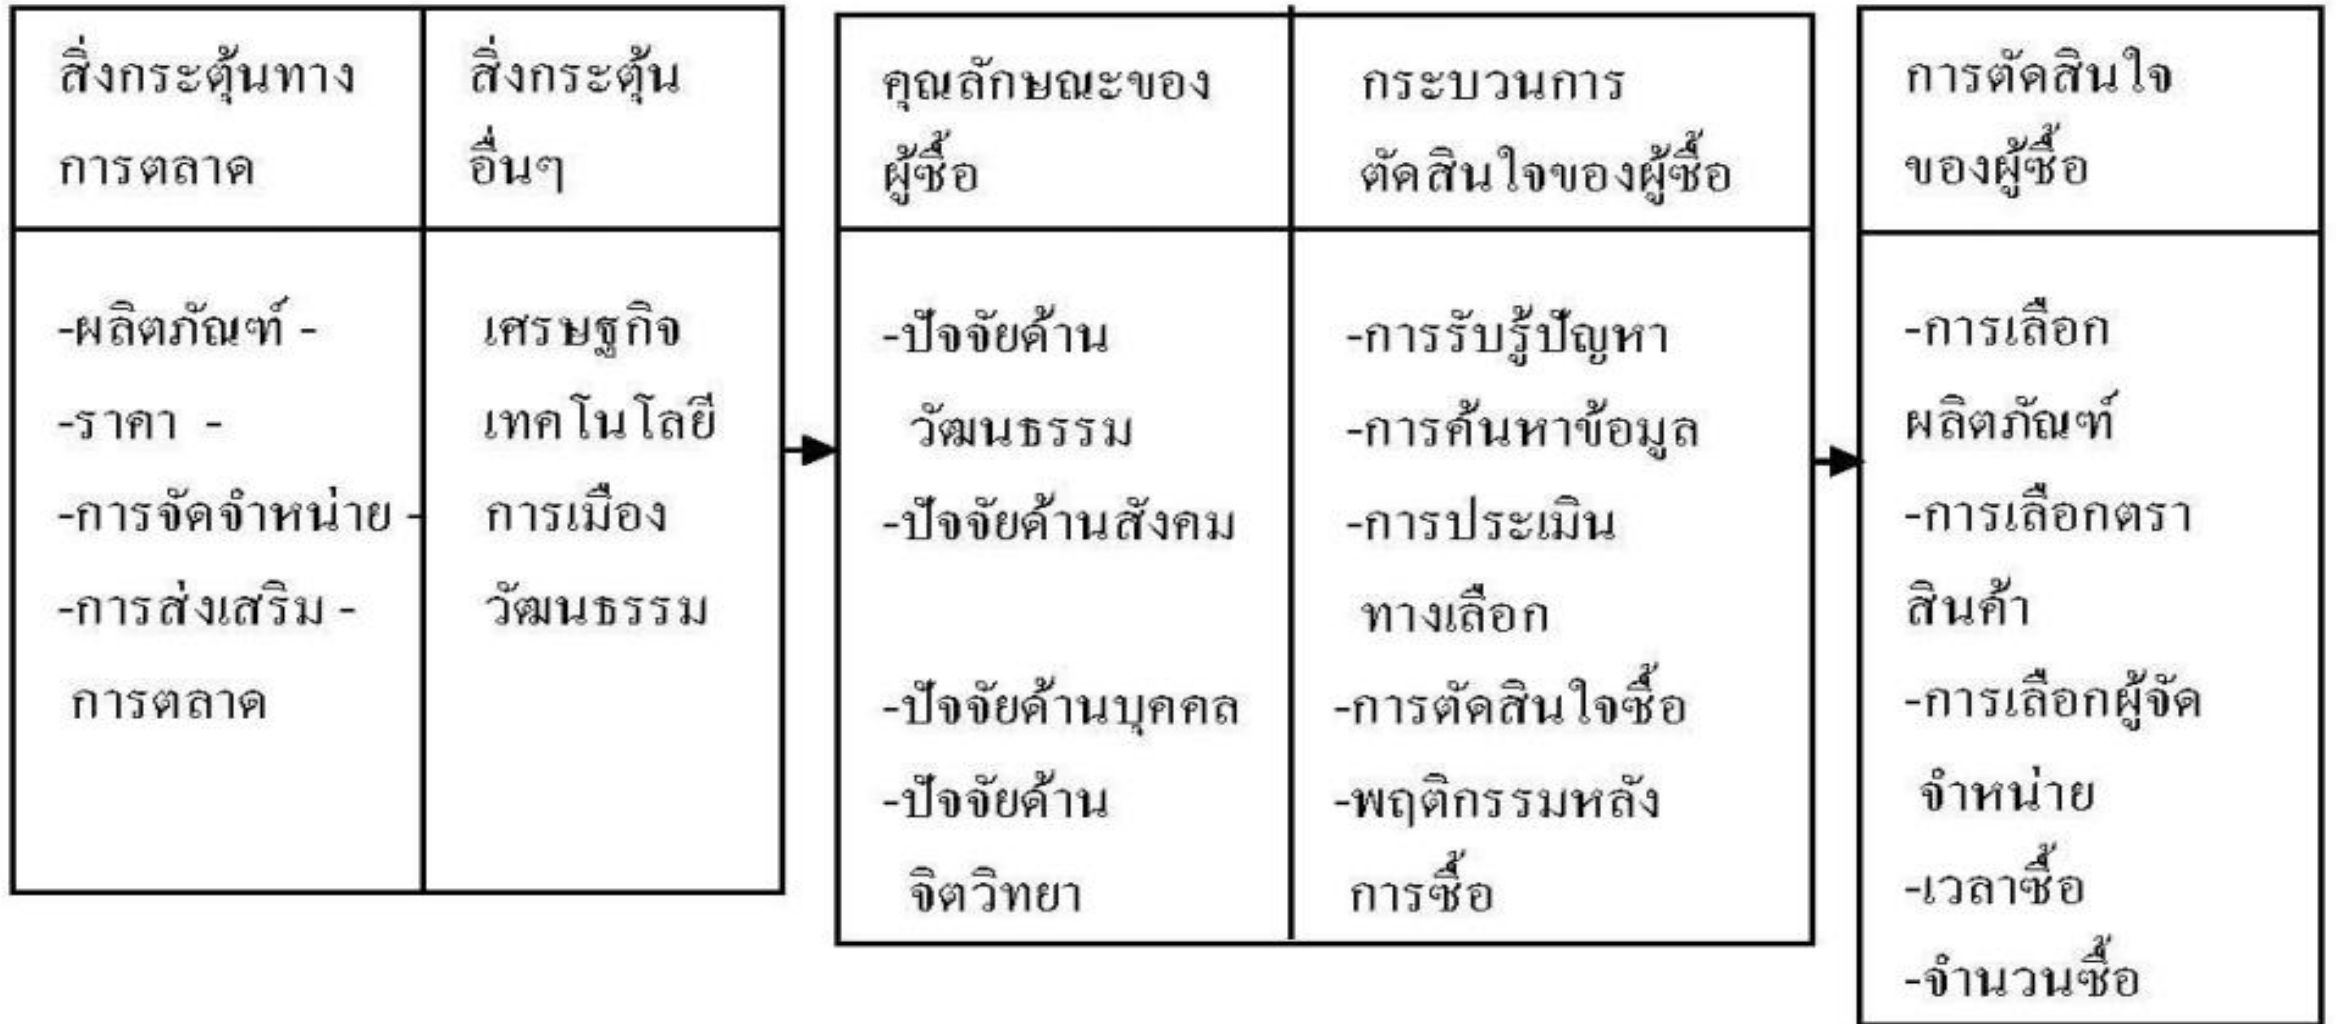 สิ่งกระตุ้นทาง
การตลาด
สิ่งกระตุ้น
อื่นๆ
-ผลิตภัณฑ์ -
-ราคา -
-การจัดจำหน่าย -
-การส่งเสริม -
การตลาด
เศรษฐกิจ
เทคโนโลยี
การเมือง
วัฒนธรรม
คุณลักษณะของ
ผู้ซื้อ
กระบวนการ
ตัดสินใจของผู้ซื้อ
-ปัจจัยด้าน
วัฒนธรรม
-ปัจจัยด้านสังคม
-ปัจจัยด้านบุคคล
-ปัจจัยด้าน
จิตวิทยา
-การรับรู้ปัญหา
-การค้นหาข้อมูล
-การประเมิน
ทางเลือก
-การตัดสินใจซื้อ
-พฤติกรรมหลัง
การซื้อ
การตัดสินใจ
ของผู้ซื้อ
-การเลือก
ผลิตภัณฑ์
-การเลือกตรา
สินค้า
-การเลือกผู้จัด
จำหน่าย
-เวลาซื้อ
-จำนวนซื้อ